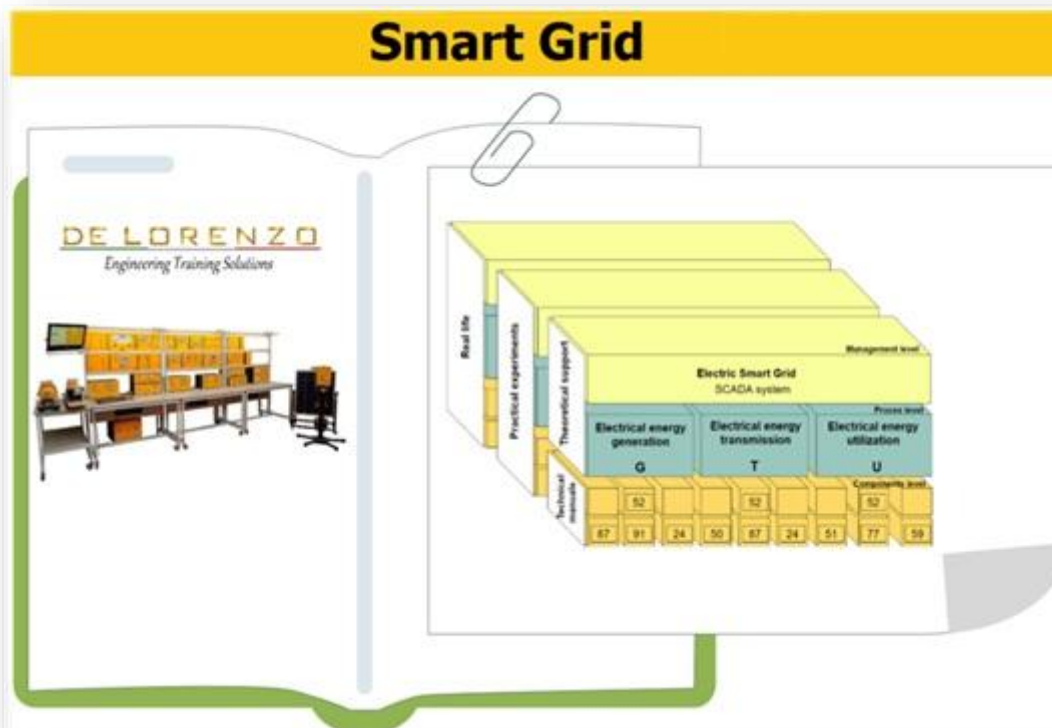 Smart Grid
DE LORENZO
Engineering Training Solutions
Real life
Practical experiments
Theoretical support
Technical
manuals
Management level
Electric Smart Grid
SCADA system
Proces level
Electrical energy
generation
G
Electrical energy
transmission
T
Electrical energy
utilization
U
Components level
52
52
52
87
91
24
50
87
24
51
77
59